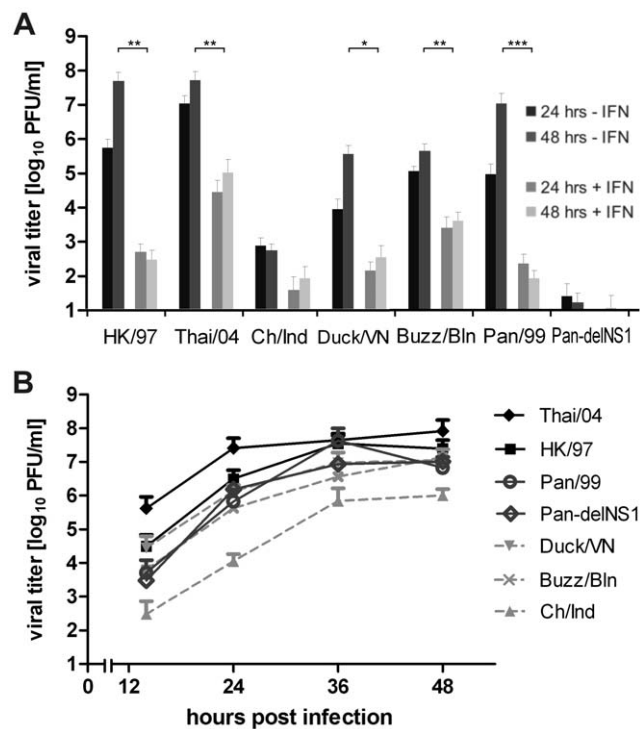 A
viral titer [log10 PFU/ml]
9
8
7
6
5
4
3
2
1
** ** * ** ***
24 hrs - IFN
48 hrs - IFN
24 hrs + IFN
48 hrs + IFN
HK/97 Thai/04 Ch/Ind Duck/VN Buzz/Bln Pan/99 Pan-delNS1
B
viral titer [log10 PFU/ml]
9
8
7
6
5
4
3
2
1
0 12 24 36 48
hours post infection
Thai/04
HK/97
Pan/99
Pan-delNS1
Duck/VN
Buzz/Bln
Ch/Ind